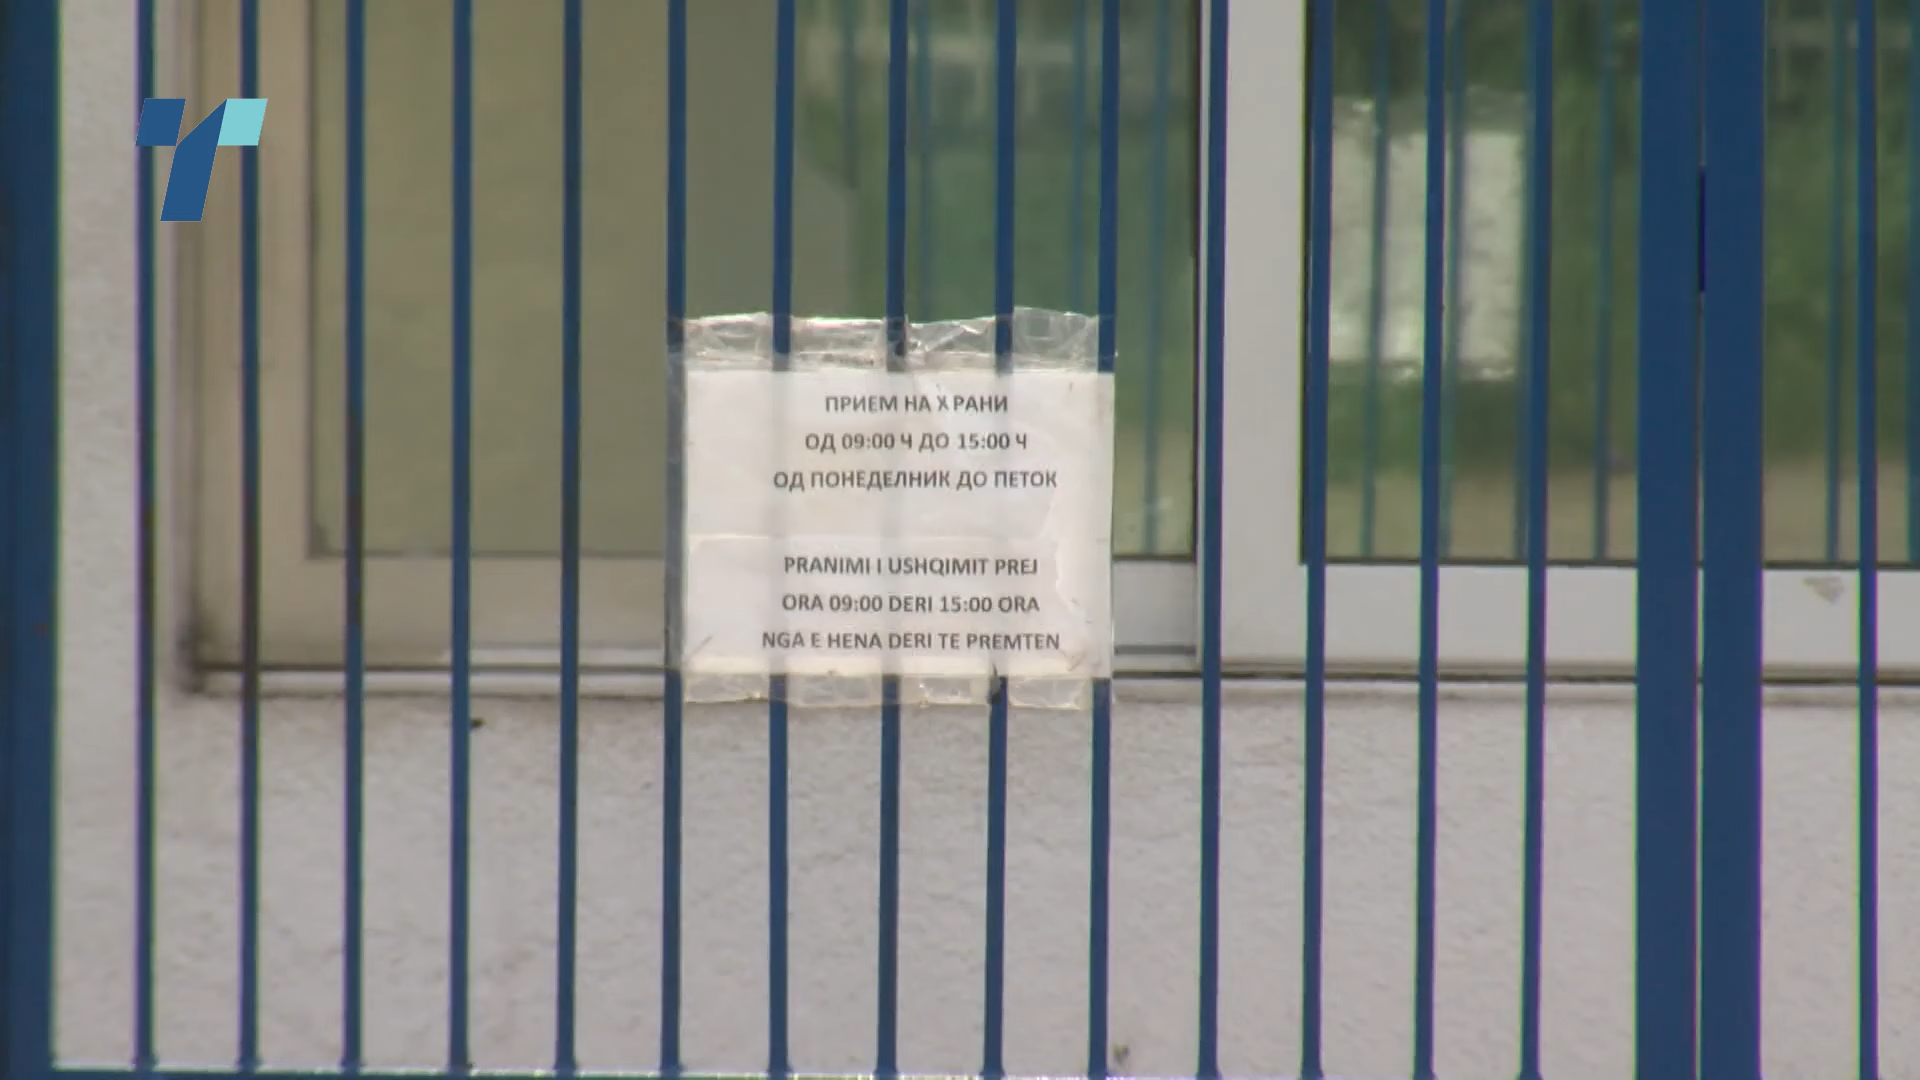 ПРИЕМ НА ХРАНИ
ОД 09:00 Ч ДО 15:00 Ч
ОД ПОНЕДЕЛНИК ДО ПЕТОК
PRANIMI I USHQIMIT PREJ
ORA 09:00 DERI 15:00 ORA
NGA E HENA DERI TE PREMTEN